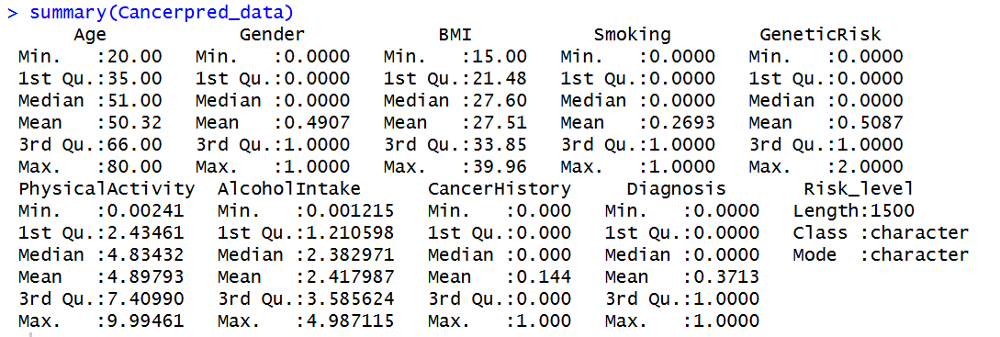 > summary(Cancerpred_data)
Age Gender BMI Smoking GeneticRisk
Min. :20.00 Min. :0.0000 Min. :15.00 Min. :0.0000 Min. :0.0000
1st Qu.:35.00 1st Qu.:0.0000 1st Qu.:21.48 1st Qu.:0.0000 1st Qu.:0.0000
Median :51.00 Median :0.0000 Median :27.60 Median :0.0000 Median :0.0000
Mean :50.32 Mean :0.4907 Mean :27.51 Mean :0.2693 Mean :0.5087
3rd Qu.:66.00 3rd Qu.:1.0000 3rd Qu.:33.85 3rd Qu.:1.0000 3rd Qu.:1.0000
Max. :80.00 Max. :1.0000 Max. :39.96 Max. :1.0000 Max. :2.0000
PhysicalActivity AlcoholIntake CancerHistory Diagnosis Risk_level
Min. :0.00241 Min. :0.001215 Min. :0.000 Min. :0.0000 Length:1500
1st Qu.:2.43461 1st Qu.:1.210598 1st Qu.:0.000 1st Qu.:0.0000 Class :character
Median :4.83432 Median :2.382971 Median :0.000 Median :0.0000 Mode :character
Mean :4.89793 Mean :2.417987 Mean :0.144 Mean :0.3713
3rd Qu.:7.40990 3rd Qu.:3.585624 3rd Qu.:0.000 3rd Qu.:1.0000
Max. :9.99461 Max. :4.987115 Max. :1.000 Max. :1.0000